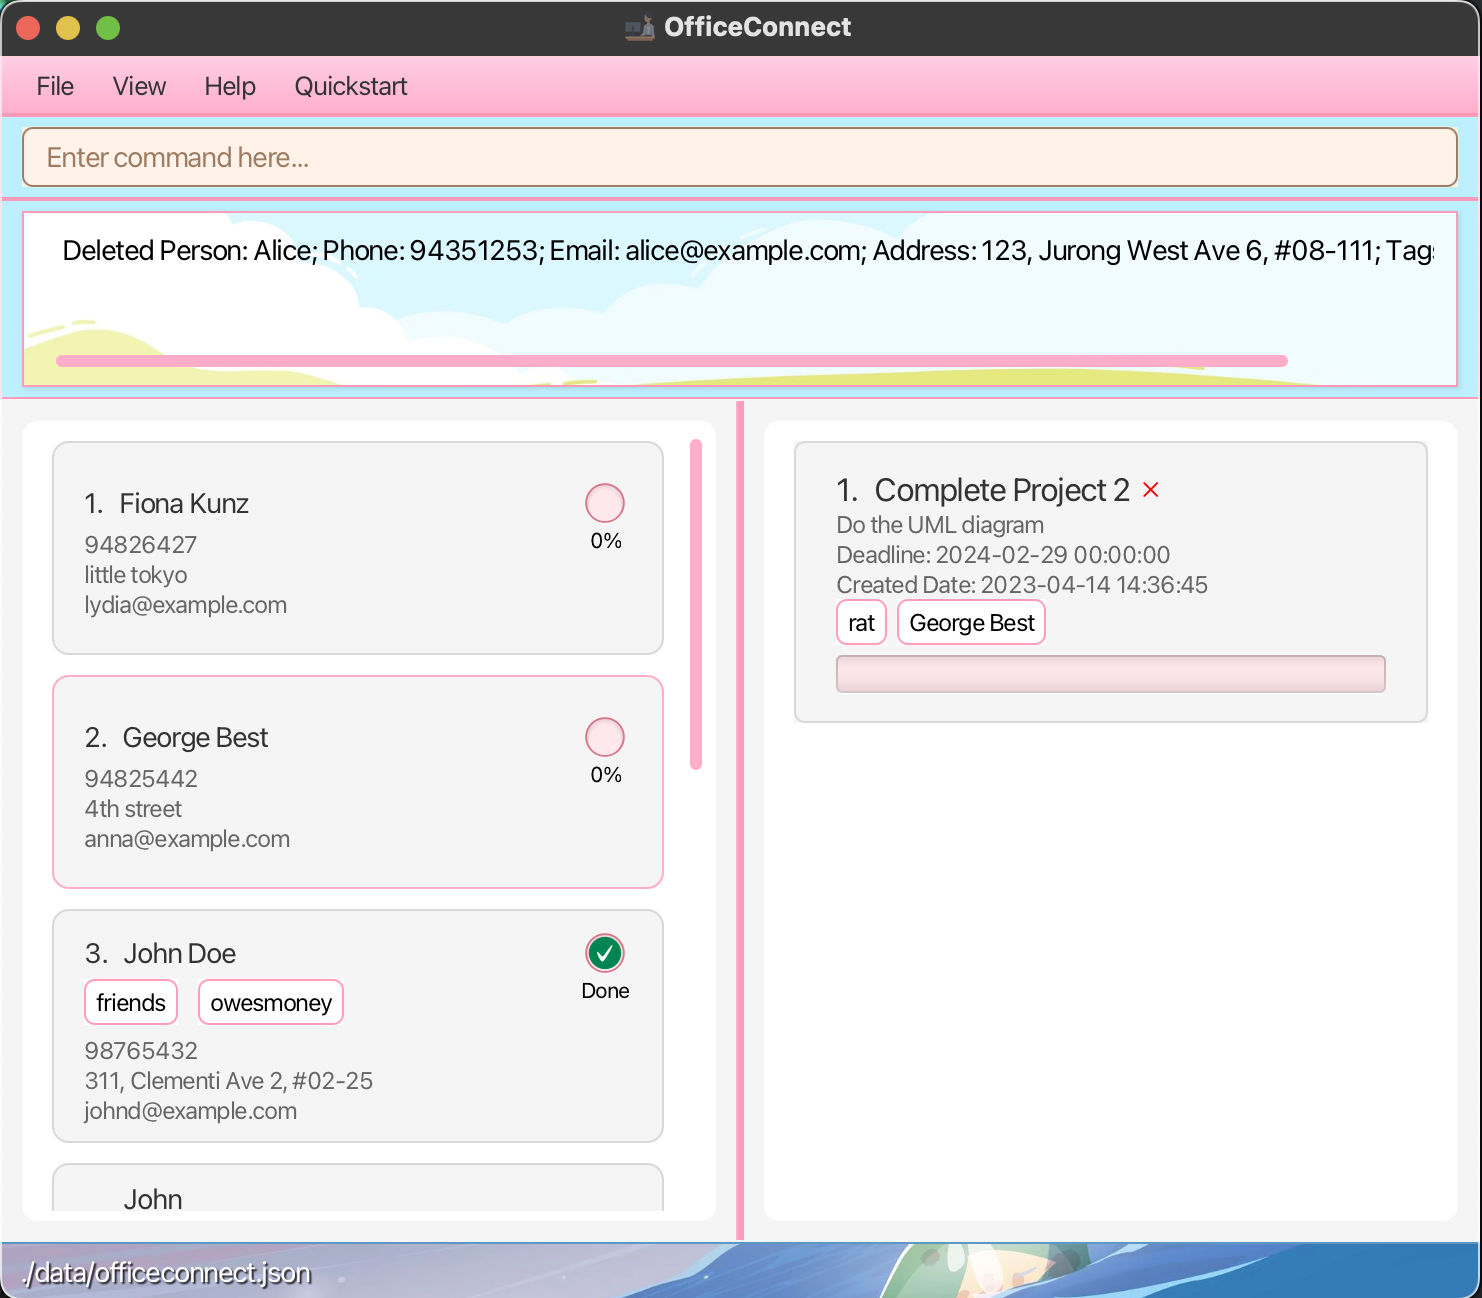 OfficeConnect
File View Help Quickstart
Enter command here...
Deleted Person: Alice; Phone: 94351253; Email: alice@example.com; Address: 123, Jurong West Ave 6, #08-111; Tag
1. Fiona Kunz
0%
94826427
little tokyo
lydia@example.com
2. George Best
0%
94825442
4th street
anna@example.com
3. John Doe
Done
friends owesmoney
98765432
311, Clementi Ave 2, #02-25
johnd@example.com
John
1. Complete Project 2 ×
Do the UML diagram
Deadline: 2024-02-29 00:00:00
Created Date: 2023-04-14 14:36:45
rat George Best
./data/officeconnect.json